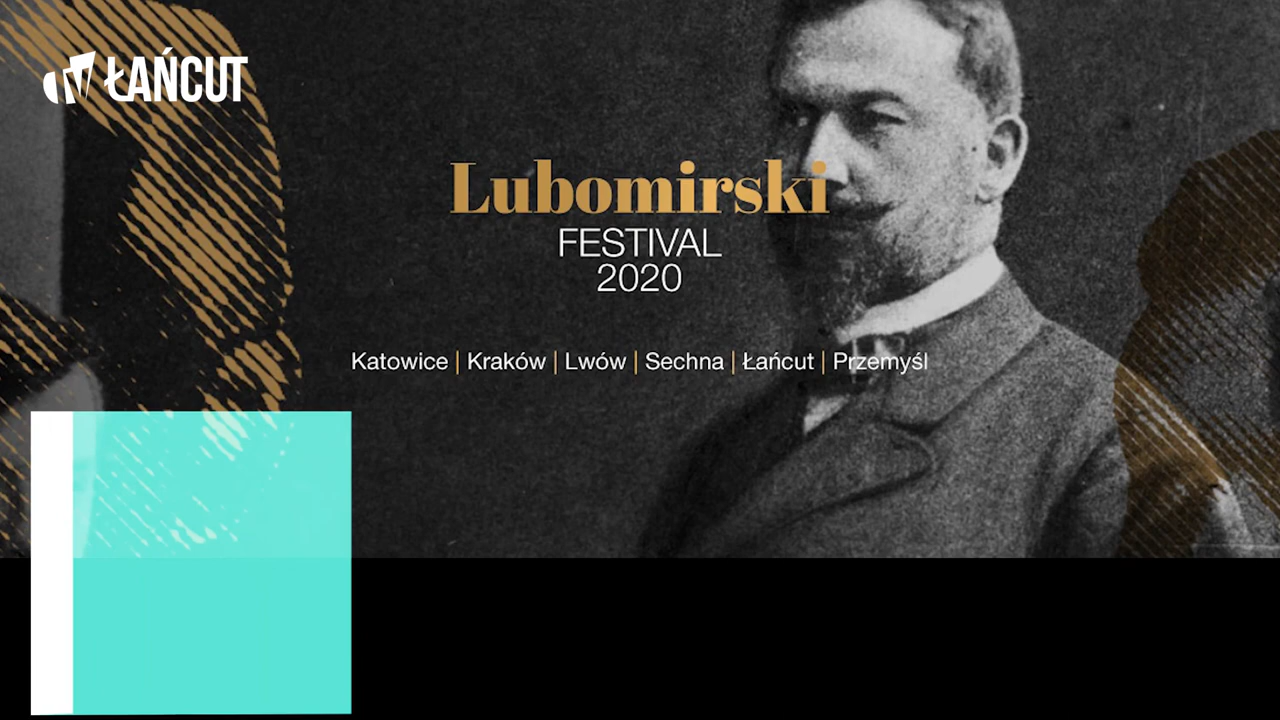 ŁAŃCUT
Lubomirski
FESTIVAL
2020
Katowice | Kraków | Lwów | Sechna | Łańcut | Przemyśl